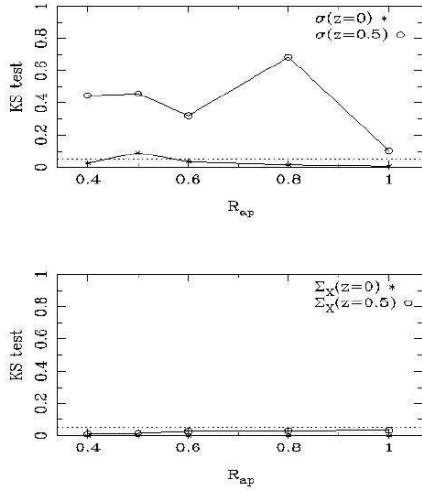 σ(z=0) *
σ(z=0.5) ○
KS test
0 0.2 0.4 0.6 0.8 1
0.4 0.6 0.8 1
R_ap
Σ_X(z=0) *
Σ_X(z=0.5) ○
KS test
0 0.2 0.4 0.6 0.8 1
0.4 0.6 0.8 1
R_ap